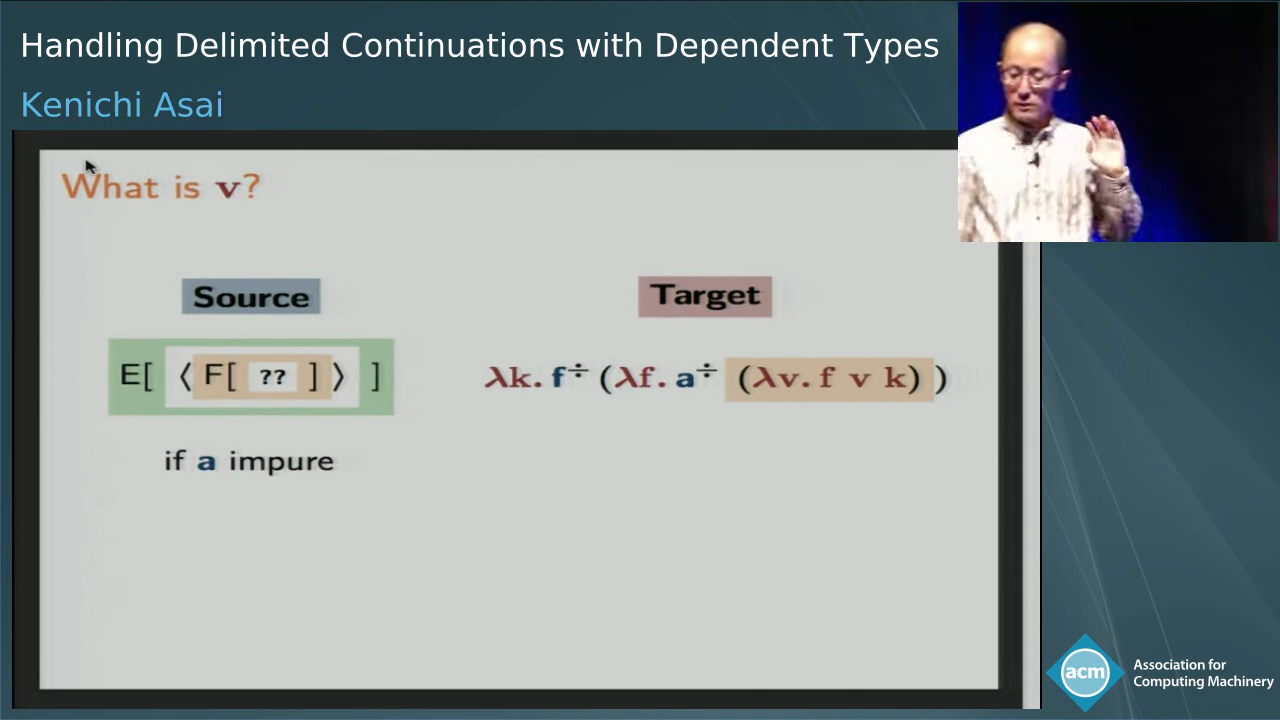 Handling Delimited Continuations with Dependent Types
Kenichi Asai
What is v?
Source
Target
E[ ⟨ F[ ?? ] ⟩ ]
λk. f÷ (λf. a÷ (λv. f v k) )
if a impure
acm
Association for
Computing Machinery